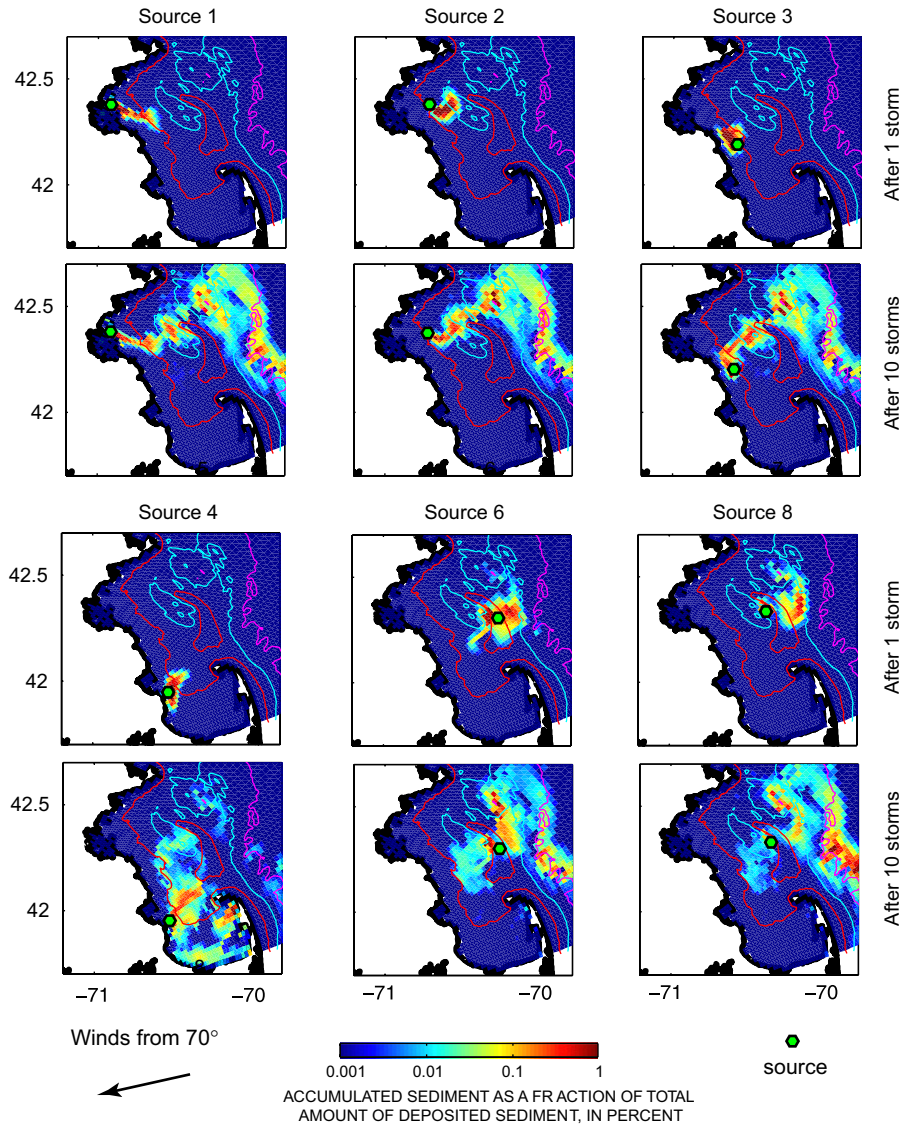 Source 1 Source 2 Source 3
42.5
42
After 1 storm
42.5
42
After 10 storms
Source 4 Source 6 Source 8
42.5
42
After 1 storm
42.5
42
After 10 storms
–71 –70 –71 –70 –71 –70
Winds from 70°
0.001 0.01 0.1 1
source
ACCUMULATED SEDIMENT AS A FR ACTION OF TOTAL
AMOUNT OF DEPOSITED SEDIMENT, IN PERCENT